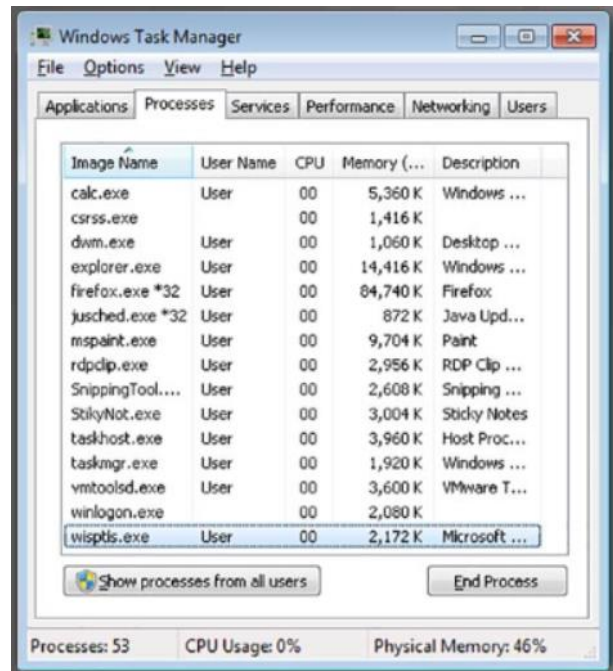 Windows Task Manager
File Options View Help
Applications Processes Services Performance Networking Users
Image Name User Name CPU Memory (... Description
calc.exe User 00 5,360 K Windows ...
csrss.exe 00 1,416 K
dwm.exe User 00 1,060 K Desktop ...
explorer.exe User 00 14,416 K Windows ...
firefox.exe *32 User 00 84,740 K Firefox
jusched.exe *32 User 00 872 K Java Upd...
mspaint.exe User 00 9,704 K Paint
rdpclip.exe User 00 2,956 K RDP Clip ...
SnippingTool.... User 00 2,608 K Snipping ...
StikyNot.exe User 00 3,004 K Sticky Notes
taskhost.exe User 00 3,960 K Host Proc...
taskmgr.exe User 00 1,920 K Windows ...
vmtoolsd.exe User 00 3,600 K VMware T...
winlogon.exe 00 2,080 K
wisptis.exe User 00 2,172 K Microsoft ...
Show processes from all users End Process
Processes: 53 CPU Usage: 0% Physical Memory: 46%